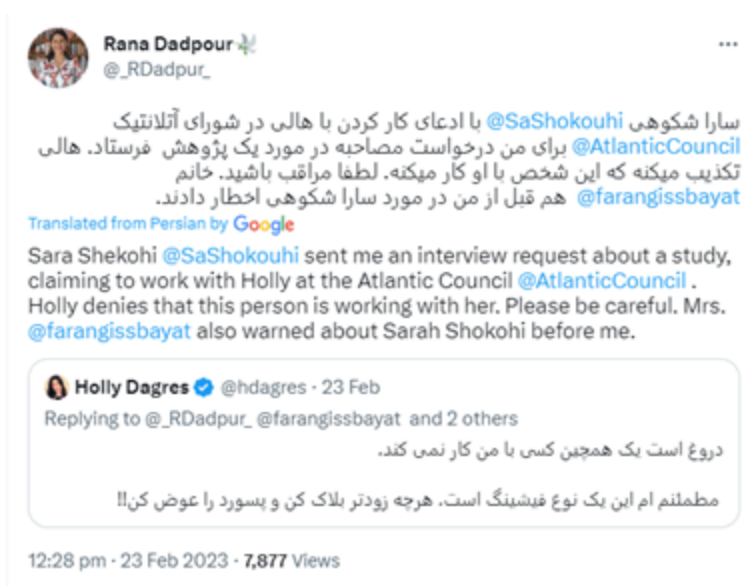 Rana Dadpour
@_RDadpur_
سارا شکوهی SaShokouhi@ با ادعای کار کردن با هالی در شورای آتلانتیک
AtlanticCouncil@ برای من درخواست مصاحبه در مورد یک پژوهش فرستاد. هالی
تکذیب میکنه که این شخص با او کار میکنه. لطفا مراقب باشید. خانم
farangissbayat@ هم قبل از من در مورد سارا شکوهی اخطار دادند.
Translated from Persian by Google
Sara Shekohi @SaShokouhi sent me an interview request about a study,
claiming to work with Holly at the Atlantic Council @AtlanticCouncil .
Holly denies that this person is working with her. Please be careful. Mrs.
@farangissbayat also warned about Sarah Shokohi before me.
Holly Dagres @hdagres · 23 Feb
Replying to @_RDadpur_ @farangissbayat and 2 others
دروغ است یک همچین کسی با من کار نمی کند.
مطمئنم ام این یک نوع فیشینگ است. هرچه زودتر بلاک کن و پسورد را عوض کن!!
12:28 pm · 23 Feb 2023 · 7,877 Views